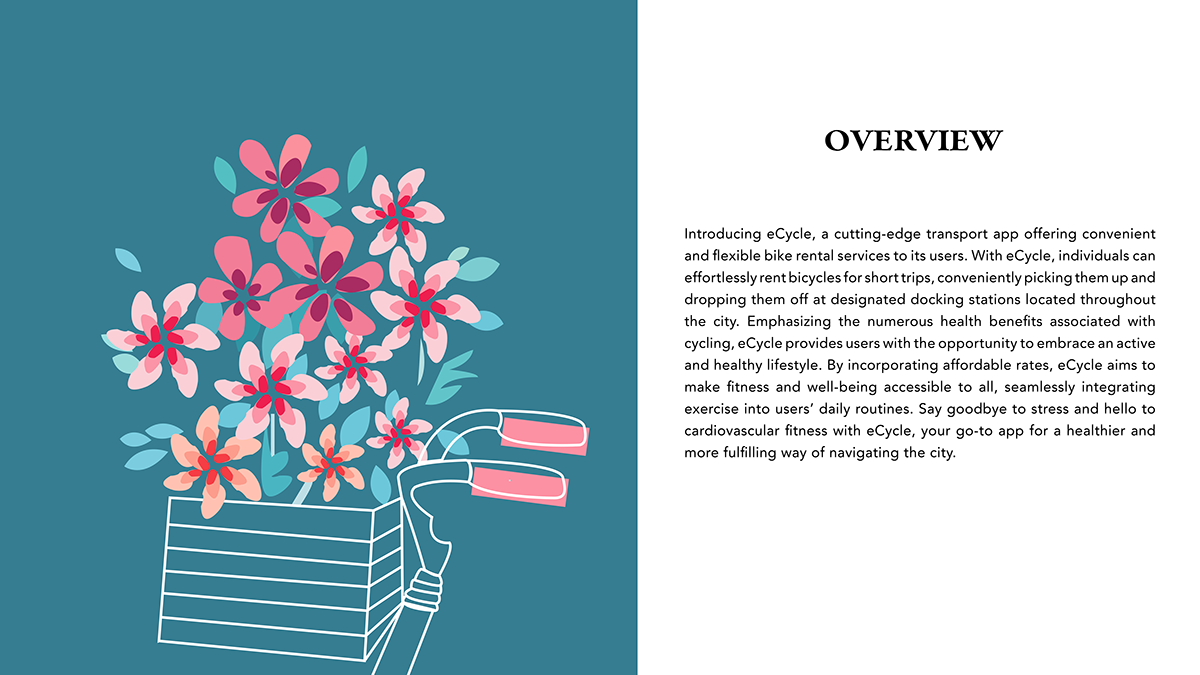 OVERVIEW
Introducing eCycle, a cutting-edge transport app offering convenient
and flexible bike rental services to its users. With eCycle, individuals can
effortlessly rent bicycles for short trips, conveniently picking them up and
dropping them off at designated docking stations located throughout
the city. Emphasizing the numerous health benefits associated with
cycling, eCycle provides users with the opportunity to embrace an active
and healthy lifestyle. By incorporating affordable rates, eCycle aims to
make fitness and well-being accessible to all, seamlessly integrating
exercise into users’ daily routines. Say goodbye to stress and hello to
cardiovascular fitness with eCycle, your go-to app for a healthier and
more fulfilling way of navigating the city.